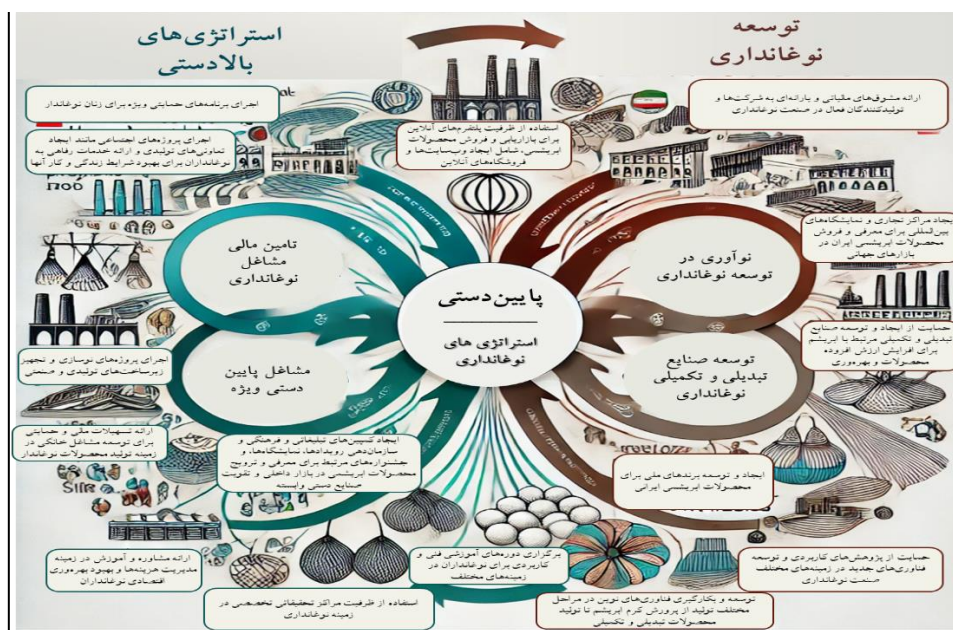 استراتژی‌های
بالادستی
توسعه
نوغانداری
اجرای برنامه‌های حمایتی ویژه برای زنان نوغاندار
ارائه مشوق‌های مالیاتی و یارانه‌ای به شرکت‌ها و
تولیدکنندگان فعال در صنعت نوغانداری
استفاده از ظرفیت پلتفرم‌های آنلاین
برای بازاریابی و فروش محصولات
ابریشمی، شامل ایجاد وب‌سایت‌ها و
فروشگاه‌های آنلاین
اجرای پروژه‌های اجتماعی مانند ایجاد
تعاونی‌های تولیدی و ارائه خدمات رفاهی به
نوغانداران برای بهبود شرایط زندگی و کار آنها
ایجاد مراکز تجاری و نمایشگاه‌های
بین‌المللی برای معرفی و فروش
محصولات ابریشمی ایران در
بازارهای جهانی
تامین مالی
مشاغل
نوغانداری
نوآوری در
توسعه نوغانداری
پایین‌دستی
استراتژی های
نوغانداری
اجرای پروژه‌های نوسازی و تجهیز
زیرساخت‌های تولیدی و صنعتی
مشاغل پایین
دستی ویژه
توسعه صنایع
تبدیلی و تکمیلی
نوغانداری
حمایت از ایجاد و توسعه صنایع
تبدیلی و تکمیلی مرتبط با ابریشم
برای افزایش ارزش افزوده
محصولات و بهره‌وری
ارائه تسهیلات مالی و حمایتی
برای توسعه مشاغل خانگی در
زمینه تولید محصولات نوغاندار
ایجاد کمپین‌های تبلیغاتی و فرهنگی و
سازمان‌دهی رویدادها، نمایشگاه‌ها، و
جشنواره‌های مرتبط برای معرفی و ترویج
محصولات ابریشمی در بازار داخلی و تقویت
صنایع دستی وابسته
ایجاد و توسعه برندهای ملی برای
محصولات ابریشمی ایرانی
ارائه مشاوره و آموزش در زمینه
مدیریت هزینه‌ها و بهبود بهره‌وری
اقتصادی نوغانداران
برگزاری دوره‌های آموزشی فنی و
کاربردی برای نوغانداران در
زمینه‌های مختلف
حمایت از پژوهش‌های کاربردی و توسعه
فناوری‌های جدید در زمینه‌های مختلف
صنعت نوغانداری
استفاده از ظرفیت مراکز تحقیقاتی تخصصی در
زمینه نوغانداری
توسعه و بکارگیری فناوری‌های نوین در مراحل
مختلف تولید از پرورش کرم ابریشم تا تولید
محصولات تبدیلی و تکمیلی